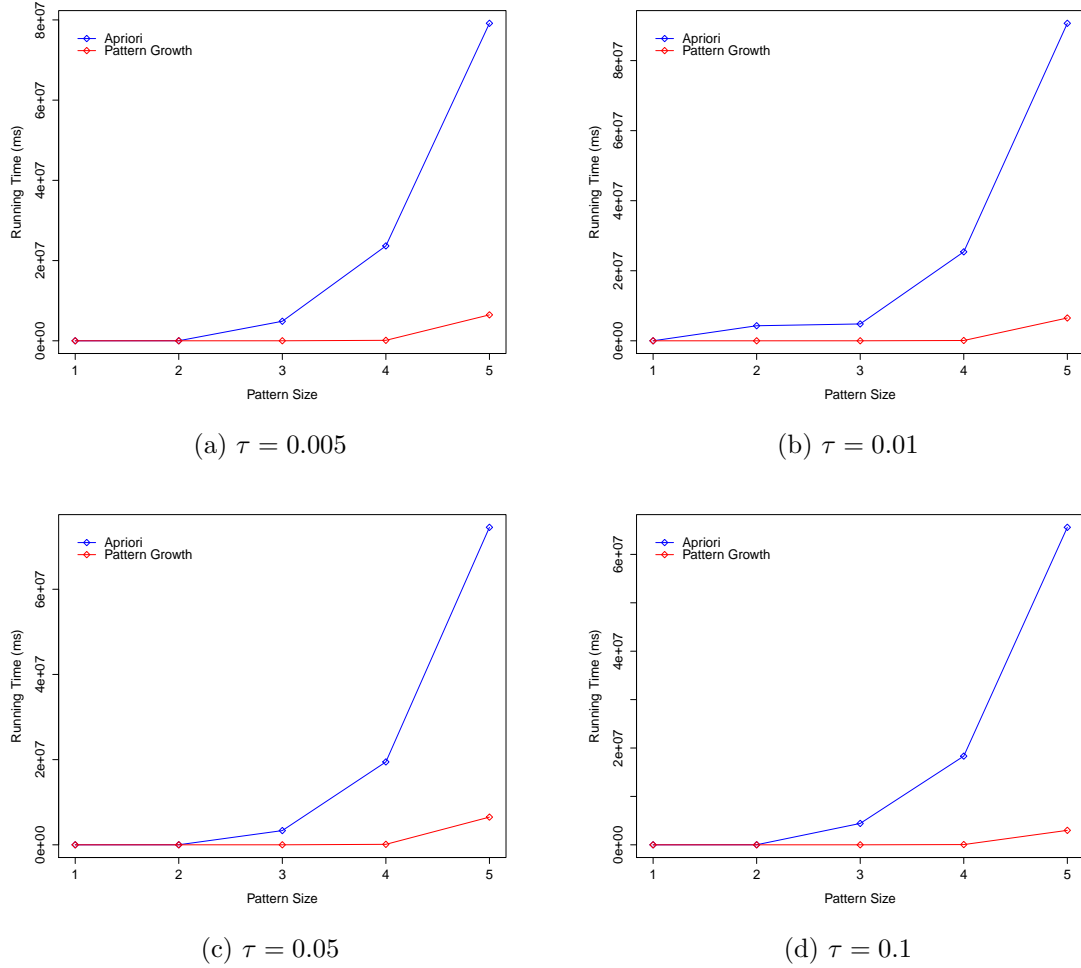 Apriori
Pattern Growth
Running Time (ms)
0e+00 2e+07 4e+07 6e+07 8e+07
1 2 3 4 5
Pattern Size
(a) τ = 0.005
Apriori
Pattern Growth
Running Time (ms)
0e+00 2e+07 4e+07 6e+07 8e+07
1 2 3 4 5
Pattern Size
(b) τ = 0.01
Apriori
Pattern Growth
Running Time (ms)
0e+00 2e+07 4e+07 6e+07
1 2 3 4 5
Pattern Size
(c) τ = 0.05
Apriori
Pattern Growth
Running Time (ms)
0e+00 2e+07 4e+07 6e+07
1 2 3 4 5
Pattern Size
(d) τ = 0.1